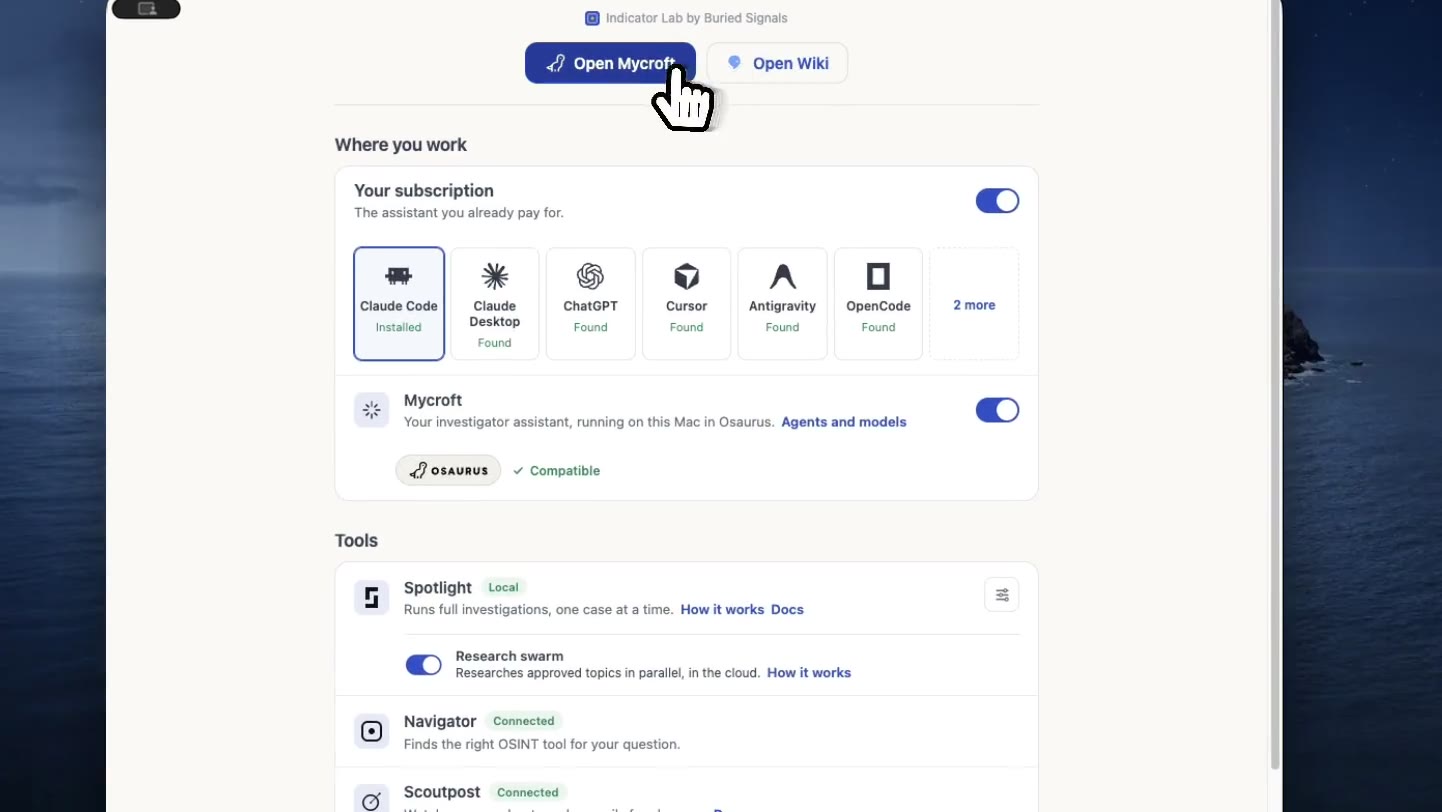 Indicator Lab by Buried Signals
Open Mycroft
Open Wiki
Where you work
Your subscription
The assistant you already pay for.
Claude Code
Installed
Claude
Desktop
Found
ChatGPT
Found
Cursor
Found
Antigravity
Found
OpenCode
Found
2 more
Mycroft
Your investigator assistant, running on this Mac in Osaurus. Agents and models
OSAURUS
Compatible
Tools
Spotlight Local
Runs full investigations, one case at a time. How it works Docs
Research swarm
Researches approved topics in parallel, in the cloud. How it works
Navigator Connected
Finds the right OSINT tool for your question.
Scoutpost Connected